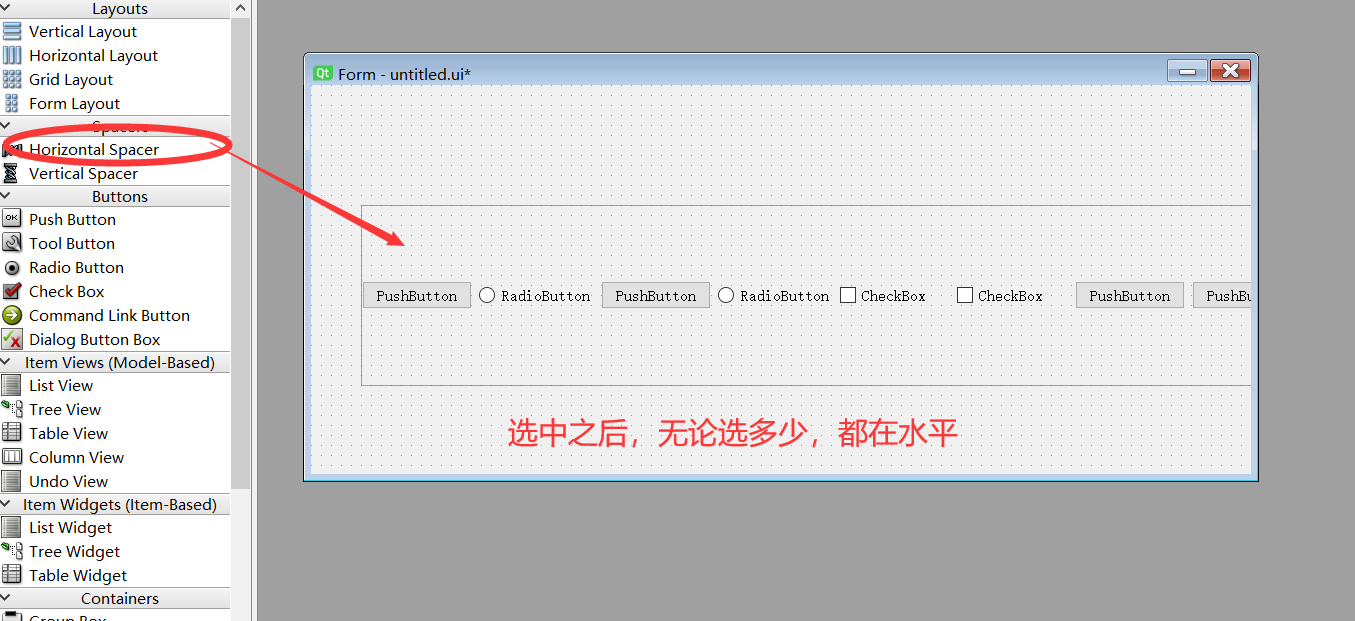 Layouts
Vertical Layout
Horizontal Layout
Grid Layout
Form Layout
Spacers
Horizontal Spacer
Vertical Spacer
Buttons
OK Push Button
Tool Button
Radio Button
Check Box
Command Link Button
Dialog Button Box
Item Views (Model-Based)
List View
Tree View
Table View
Column View
Undo View
Item Widgets (Item-Based)
List Widget
Tree Widget
Table Widget
Containers
Group Box
Qt Form - untitled.ui*
PushButton RadioButton PushButton RadioButton CheckBox CheckBox PushButton PushBu
选中之后，无论选多少，都在水平